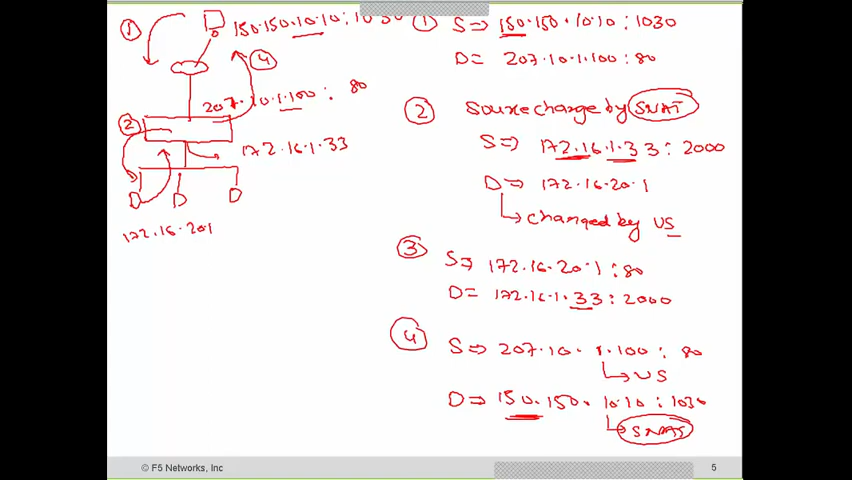 ① 150.150.10.10 : 1030
④
207.10.1.100 : 80
②
172.16.1.33
D D D
172.16.20.1
① S ⇒ 150.150.10.10 : 1030
D = 207.10.1.100 : 80
② Source change by SNAT
S ⇒ 172.16.1.33 : 2000
D ⇒ 172.16.20.1
changed by VS
③ S ⇒ 172.16.20.1 : 80
D = 172.16.1.33 : 2000
④ S ⇒ 207.10.1.100 : 80
VS
D ⇒ 150.150.10.10 : 1030
SNAT
© F5 Networks, Inc
5